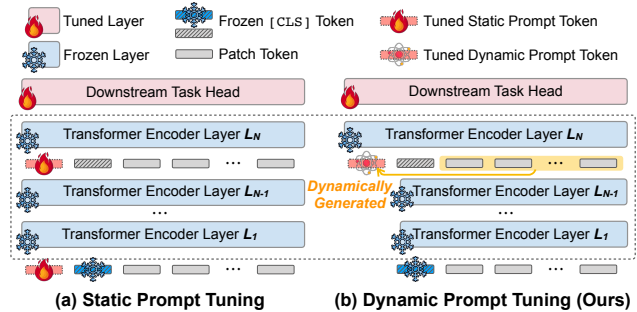 Tuned Layer
Frozen [CLS] Token
Tuned Static Prompt Token
Frozen Layer
Patch Token
Tuned Dynamic Prompt Token
Downstream Task Head
Transformer Encoder Layer L_N
Transformer Encoder Layer L_N-1
...
Transformer Encoder Layer L_1
...
(a) Static Prompt Tuning
Downstream Task Head
Transformer Encoder Layer L_N
...
Dynamically
Generated
Transformer Encoder Layer L_N-1
...
Transformer Encoder Layer L_1
...
(b) Dynamic Prompt Tuning (Ours)